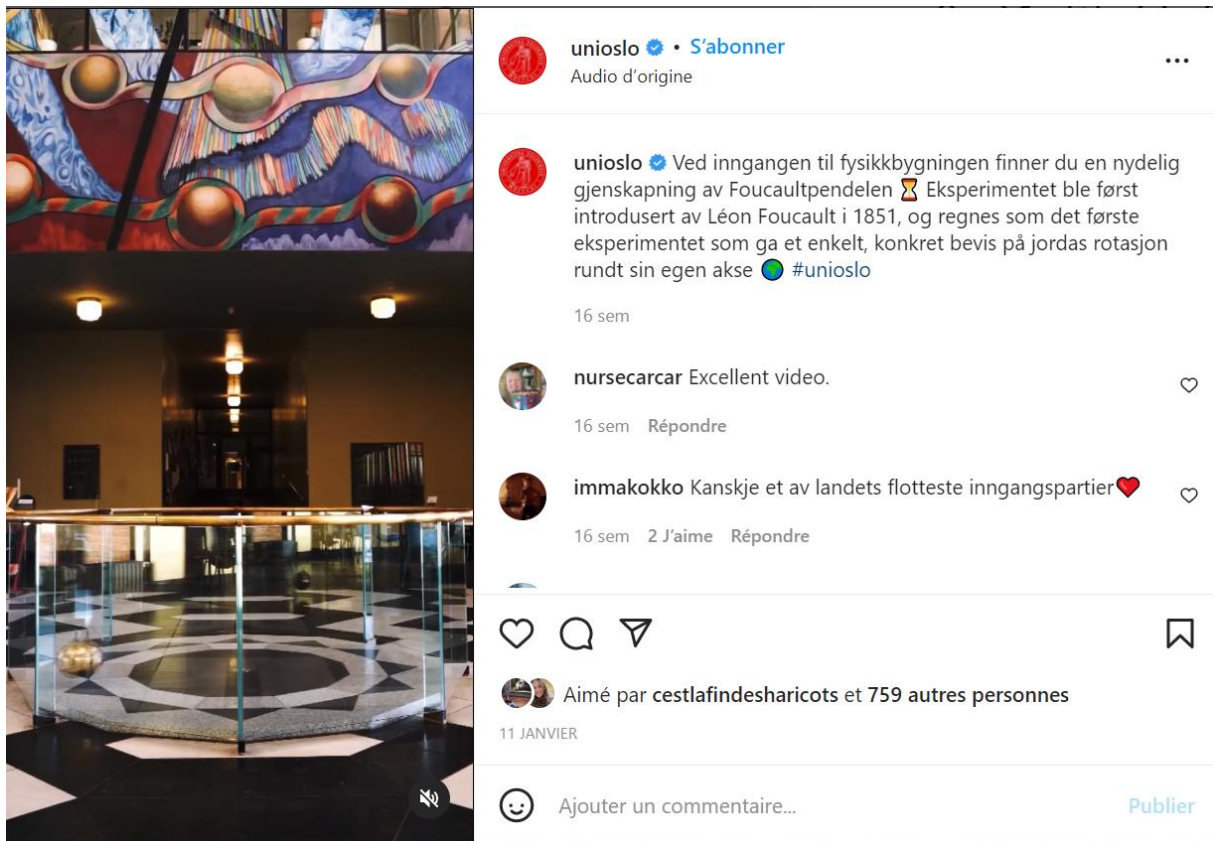 unioslo • S'abonner
Audio d'origine
unioslo Ved inngangen til fysikkbygningen finner du en nydelig
gjenskapning av Foucaultpendelen ⏳ Eksperimentet ble først
introdusert av Léon Foucault i 1851, og regnes som det første
eksperimentet som ga et enkelt, konkret bevis på jordas rotasjon
rundt sin egen akse 🌍 #unioslo
16 sem
nursecarcar Excellent video.
16 sem Répondre
immakokko Kanskje et av landets flotteste inngangspartier❤️
16 sem 2 J'aime Répondre
Aimé par cestlafindesharicots et 759 autres personnes
11 JANVIER
Ajouter un commentaire... Publier